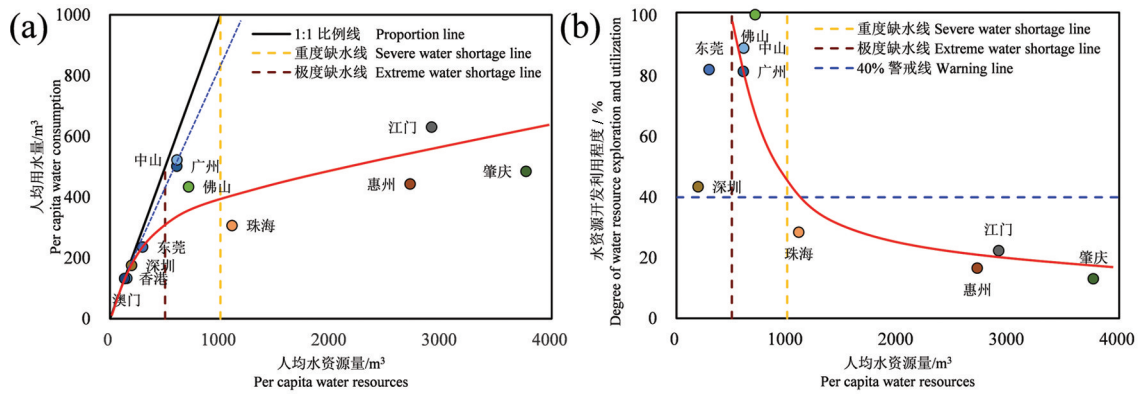 (a)
人均用水量/m³
Per capita water consumption
1000
800
600
400
200
0
1:1 比例线 Proportion line
重度缺水线 Severe water shortage line
极度缺水线 Extreme water shortage line
江门
中山
广州
佛山
肇庆
惠州
珠海
东莞
深圳
香港
澳门
0 1000 2000 3000 4000
人均水资源量/m³
Per capita water resources
(b)
水资源开发利用程度 / %
Degree of water resource exploration and utilization
100
80
60
40
20
0
重度缺水线 Severe water shortage line
极度缺水线 Extreme water shortage line
40% 警戒线 Warning line
佛山
东莞
中山
广州
深圳
珠海
江门
惠州
肇庆
0 1000 2000 3000 4000
人均水资源量/m³
Per capita water resources